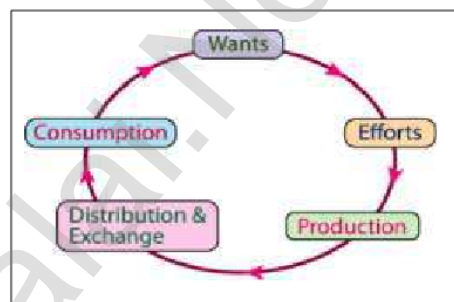 Wants
Efforts
Production
Distribution &
Exchange
Consumption